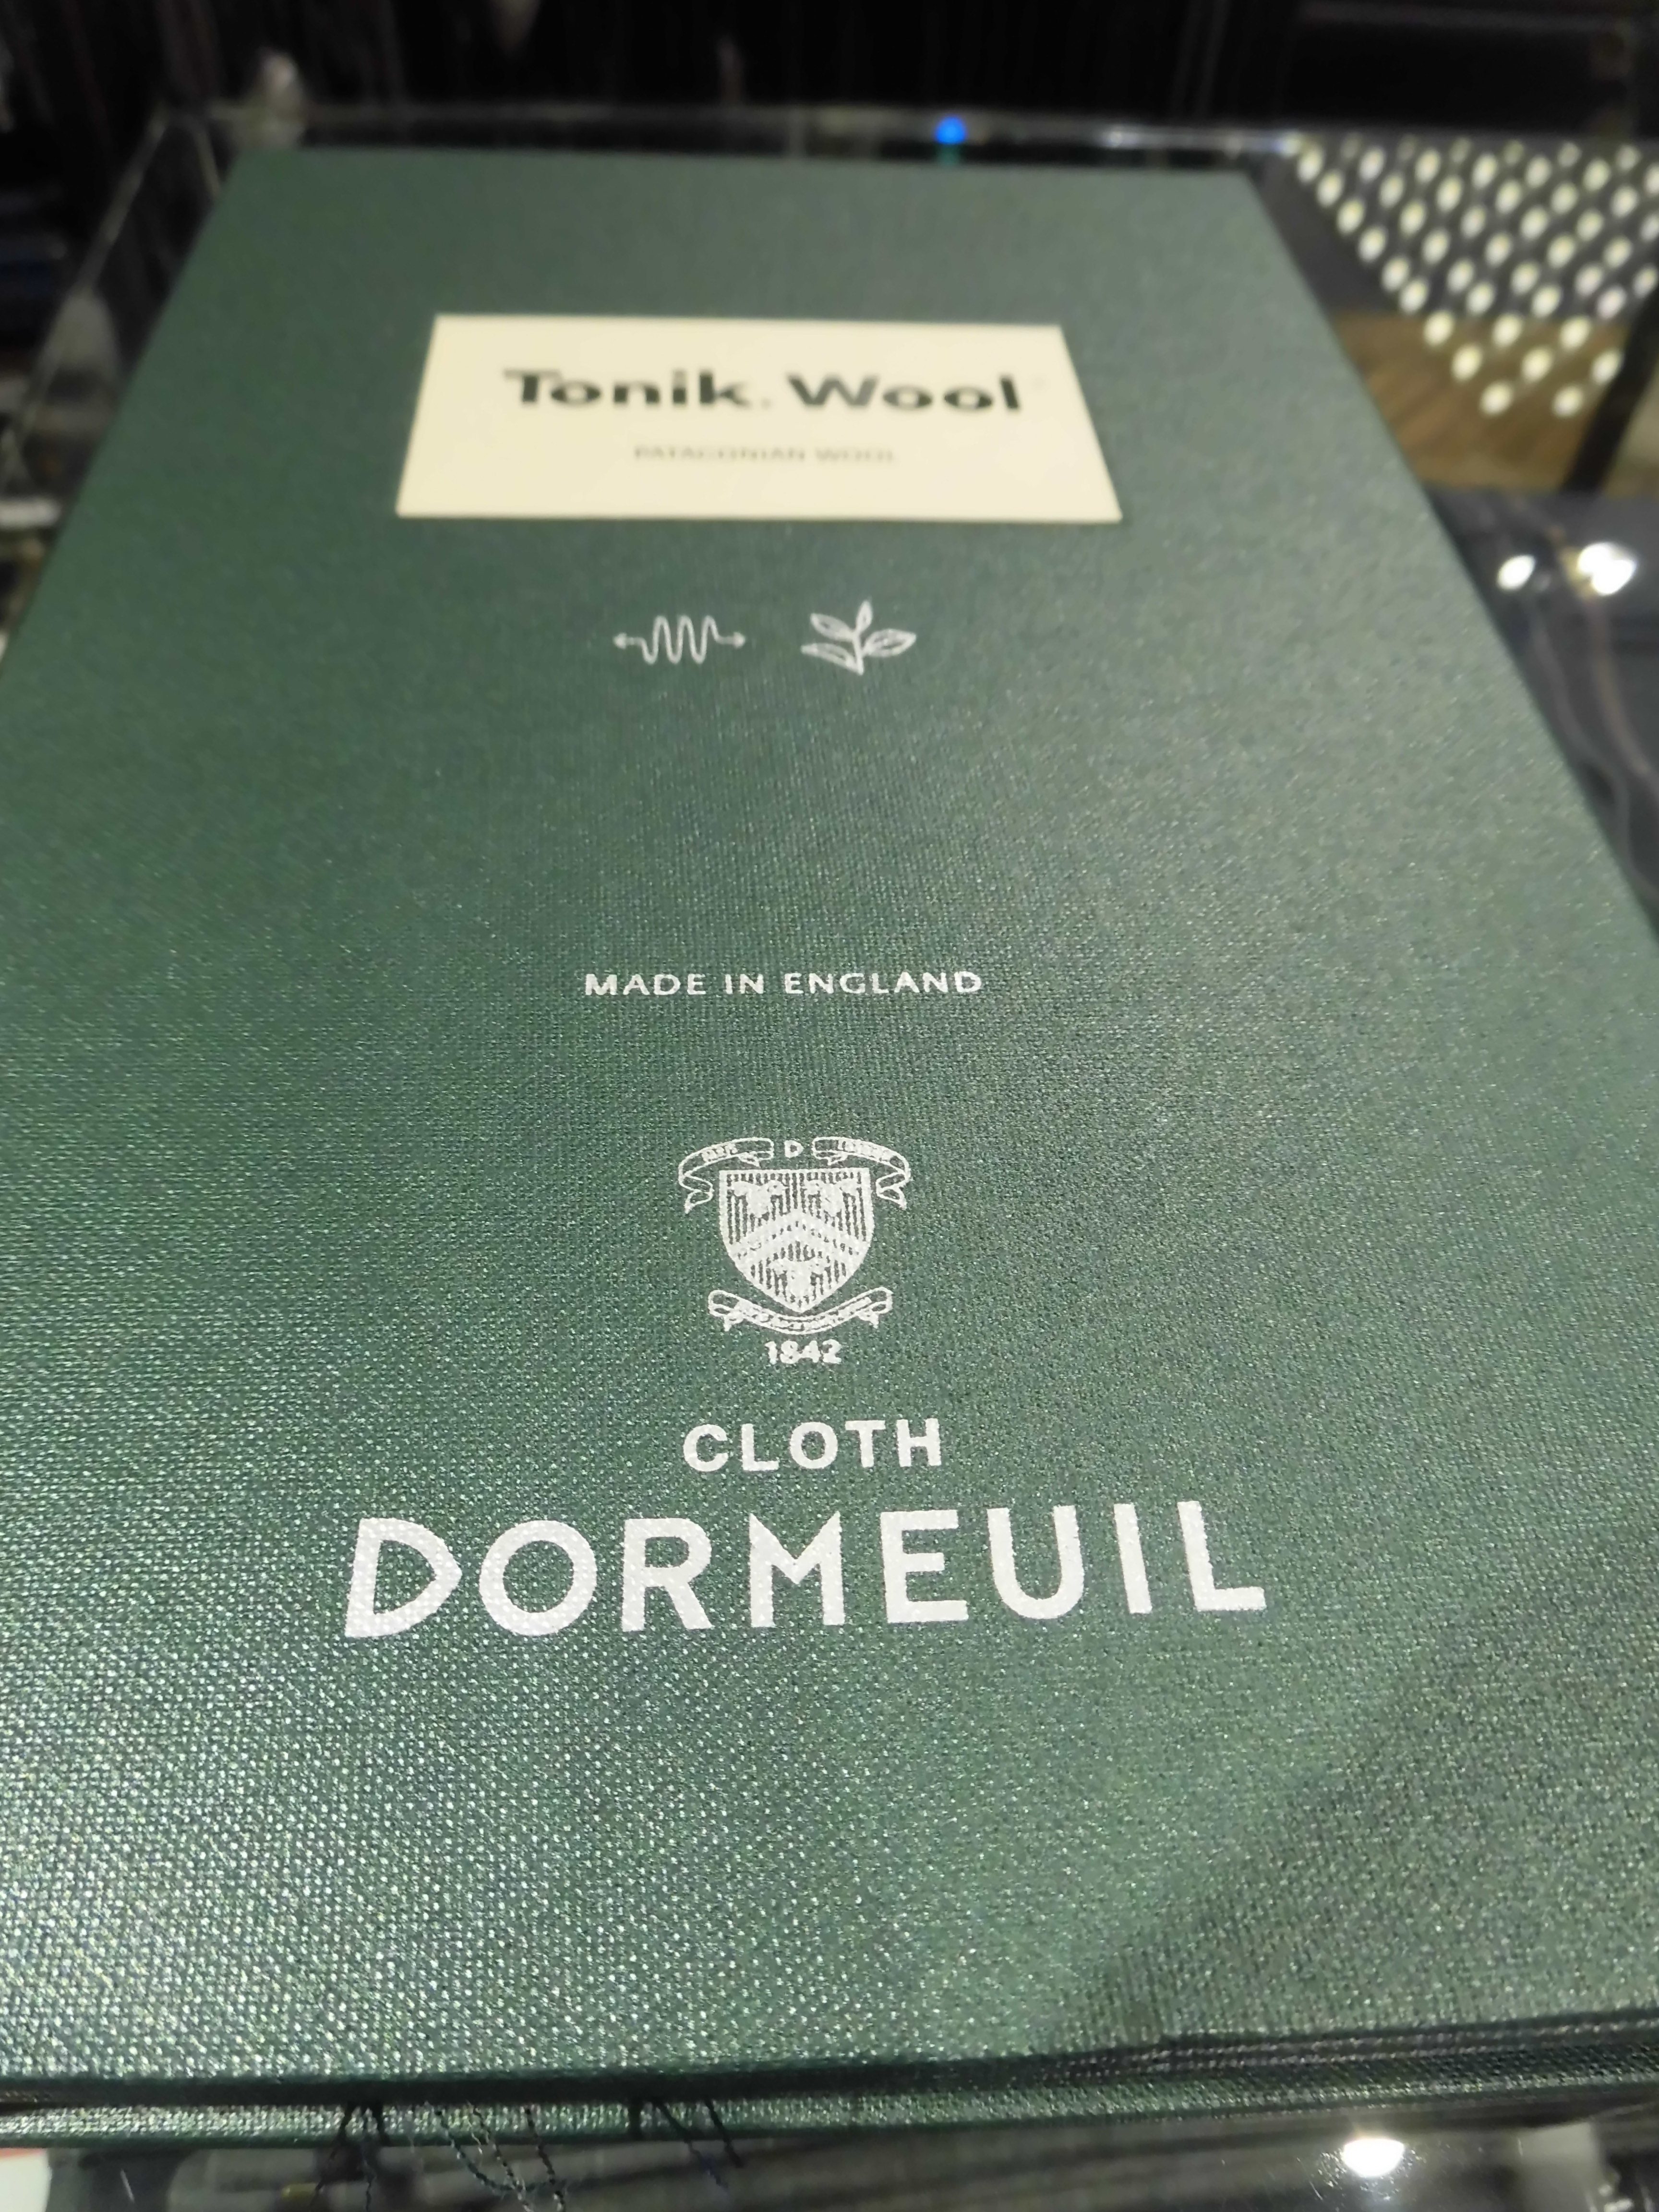 Tonik. Wool
PATAGONIAN WOOL
MADE IN ENGLAND
D
1842
CLOTH
DORMEUIL